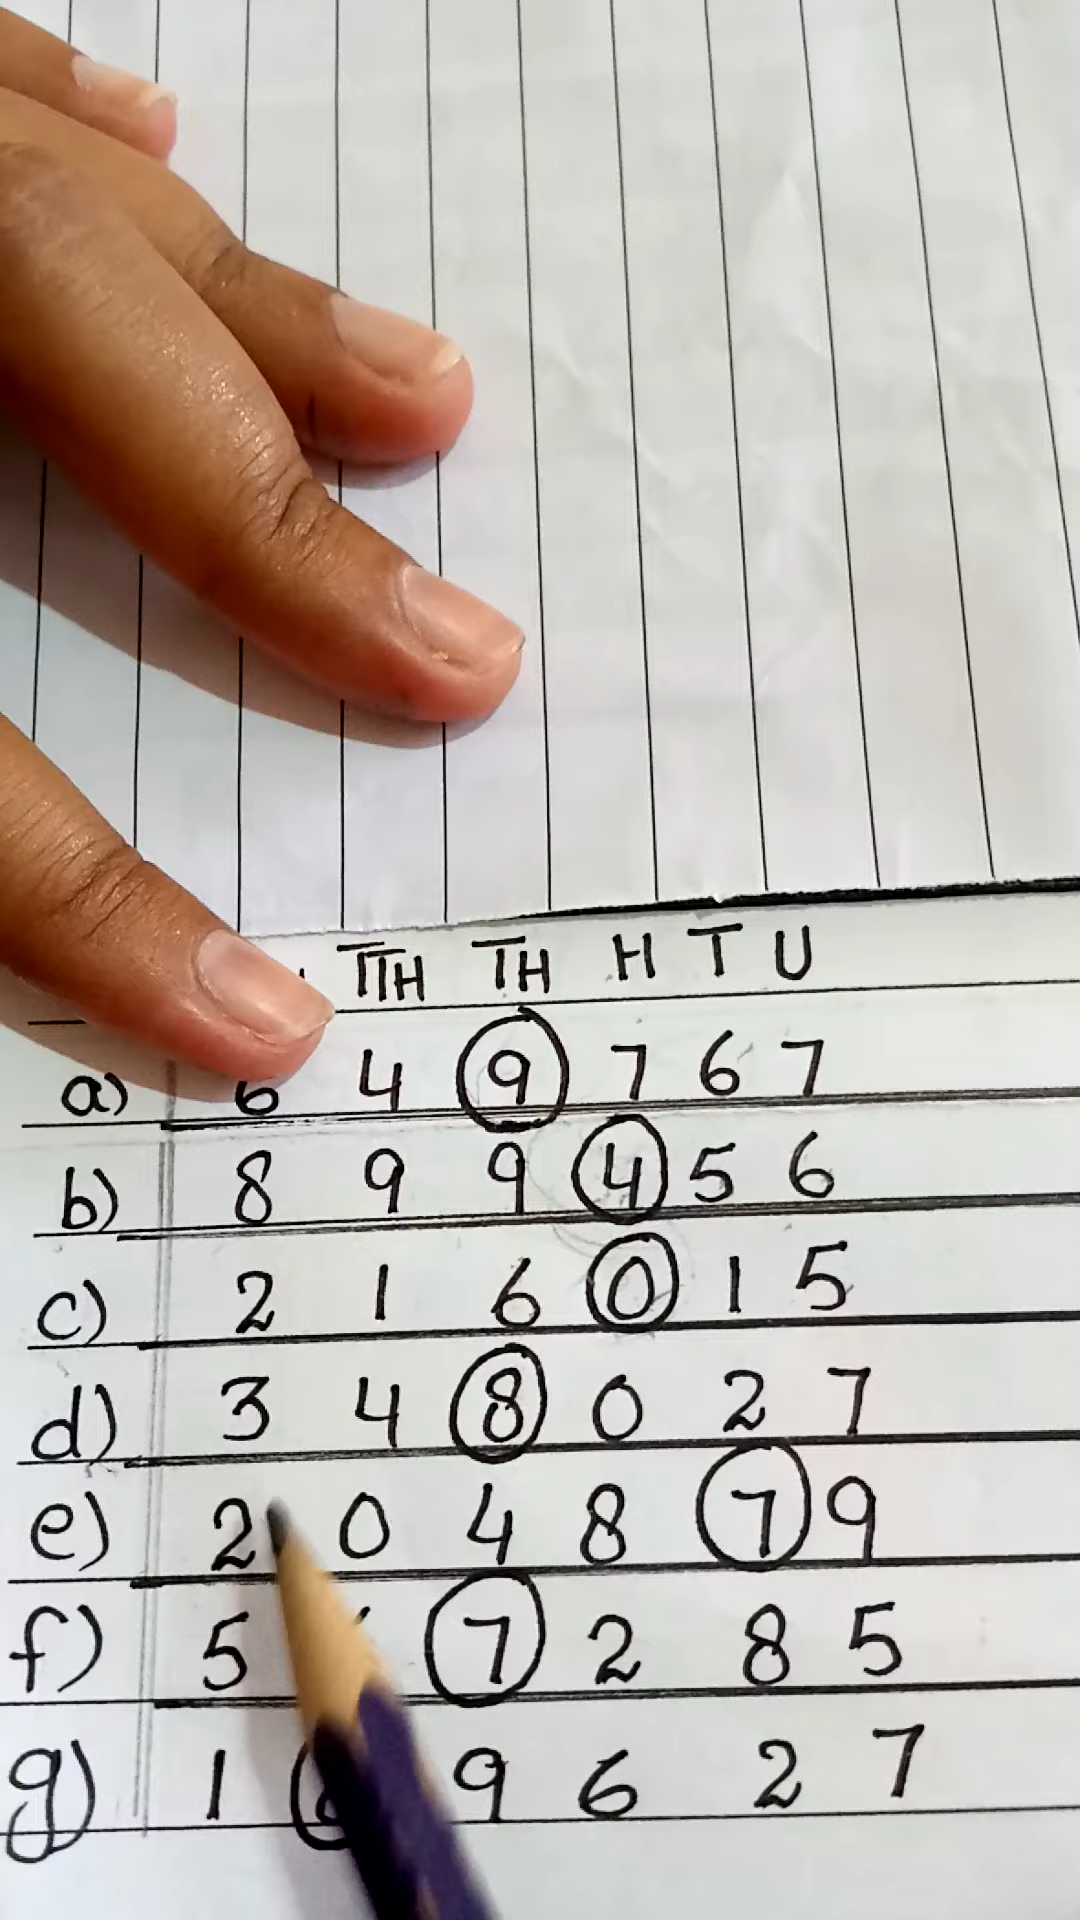 TTH TH H T U
a) 6 4 9 7 6 7
b) 8 9 9 4 5 6
c) 2 1 6 0 1 5
d) 3 4 8 0 2 7
e) 2 0 4 8 7 9
f) 5 7 2 8 5
g) 1 9 6 2 7